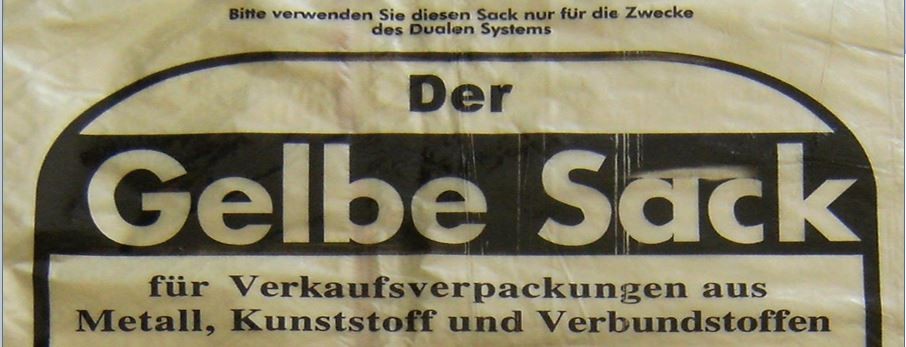 Bitte verwenden Sie diesen Sack nur für die Zwecke
des Dualen Systems
Der
Gelbe Sack
für Verkaufsverpackungen aus
Metall, Kunststoff und Verbundstoffen